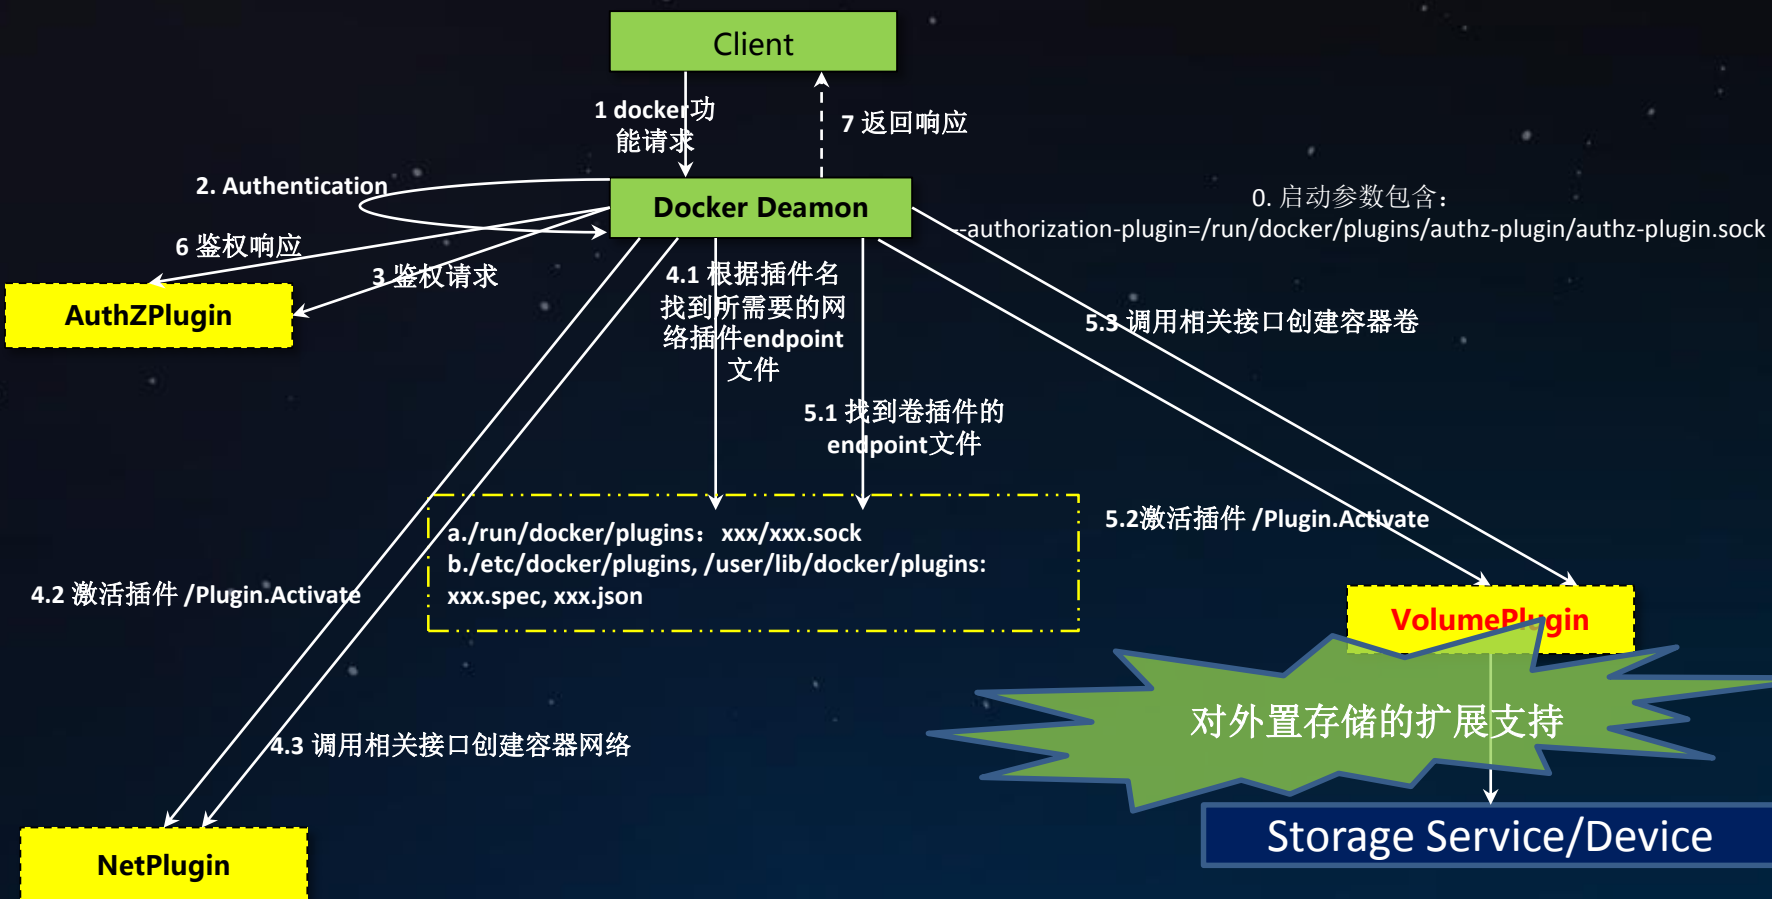 Client
1 docker功
能请求
7 返回响应
2. Authentication
Docker Deamon
0. 启动参数包含：
--authorization-plugin=/run/docker/plugins/authz-plugin/authz-plugin.sock
6 鉴权响应
3 鉴权请求
AuthZPlugin
4.1 根据插件名
找到所需要的网
络插件endpoint
文件
5.3 调用相关接口创建容器卷
5.1 找到卷插件的
endpoint文件
a./run/docker/plugins：xxx/xxx.sock
b./etc/docker/plugins, /user/lib/docker/plugins:
xxx.spec, xxx.json
5.2激活插件 /Plugin.Activate
4.2 激活插件 /Plugin.Activate
VolumePlugin
对外置存储的扩展支持
4.3 调用相关接口创建容器网络
Storage Service/Device
NetPlugin